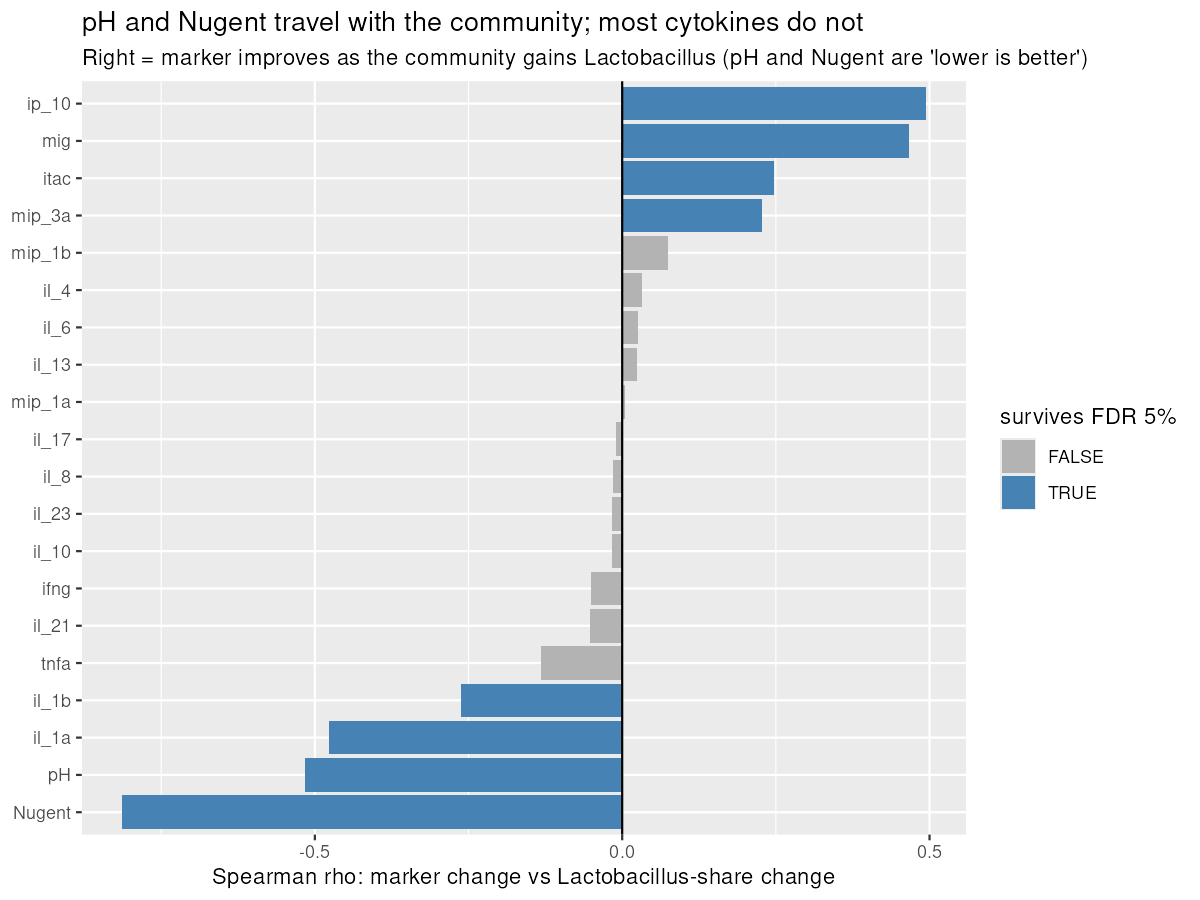 pH and Nugent travel with the community; most cytokines do not
Right = marker improves as the community gains Lactobacillus (pH and Nugent are 'lower is better')
ip_10
mig
itac
mip_3a
mip_1b
il_4
il_6
il_13
mip_1a
il_17
il_8
il_23
il_10
ifng
il_21
tnfa
il_1b
il_1a
pH
Nugent
-0.5
0.0
0.5
Spearman rho: marker change vs Lactobacillus-share change
survives FDR 5%
FALSE
TRUE